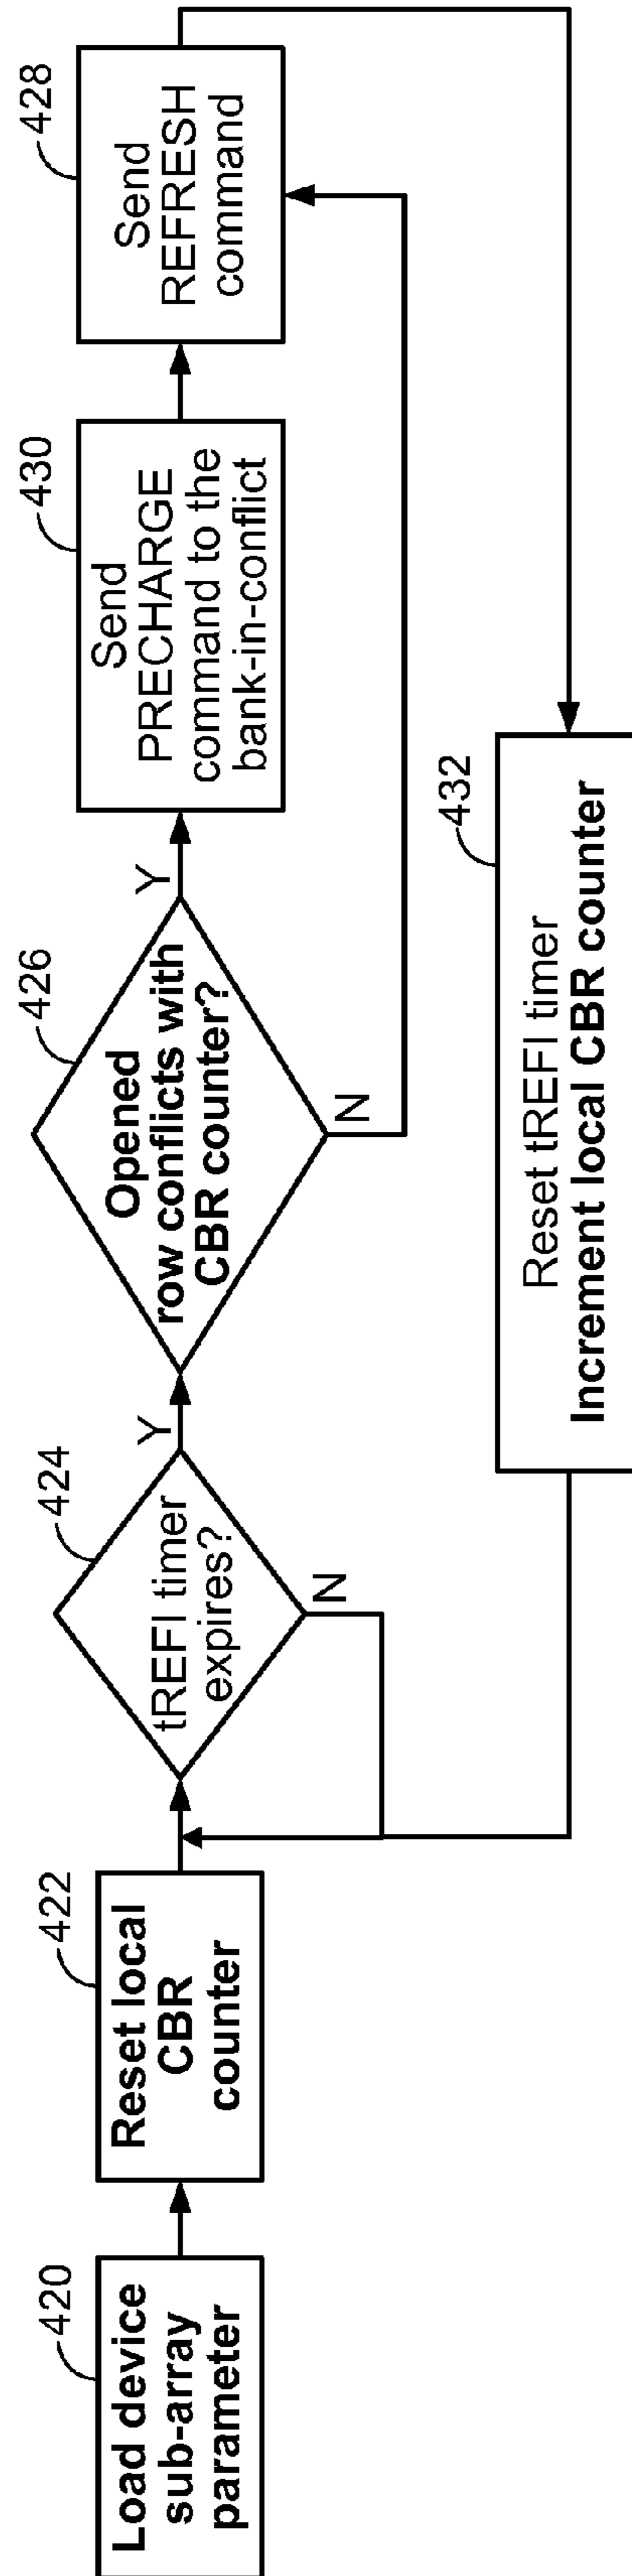 420
Load device
sub-array
parameter
422
Reset local
CBR
counter
424
tREFI timer
expires?
Y
N
426
Opened
row conflicts with
CBR counter?
Y
N
430
Send
PRECHARGE
command to the
bank-in-conflict
428
Send
REFRESH
command
432
Reset tREFI timer
Increment local CBR counter